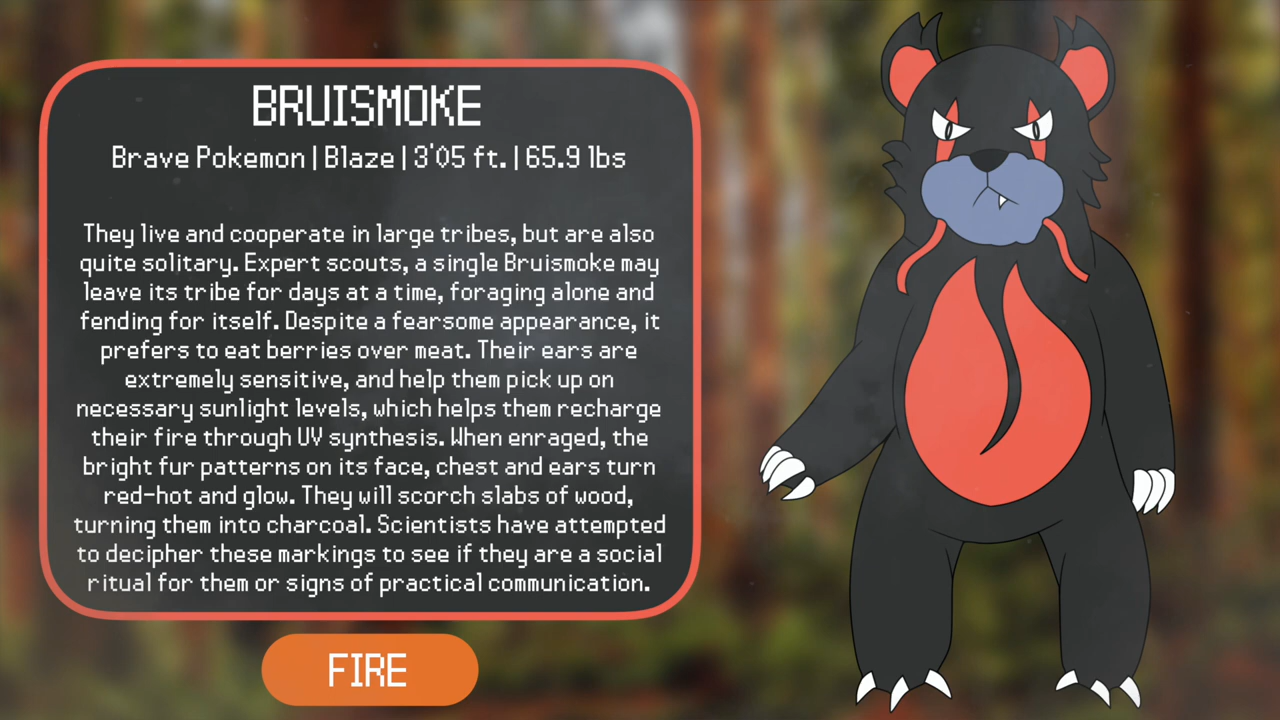 BRUISMOKE
Brave Pokemon | Blaze | 3'05 ft. | 65.9 lbs
They live and cooperate in large tribes, but are also
quite solitary. Expert scouts, a single Bruismoke may
leave its tribe for days at a time, foraging alone and
fending for itself. Despite a fearsome appearance, it
prefers to eat berries over meat. Their ears are
extremely sensitive, and help them pick up on
necessary sunlight levels, which helps them recharge
their fire through UV synthesis. When enraged, the
bright fur patterns on its face, chest and ears turn
red-hot and glow. They will scorch slabs of wood,
turning them into charcoal. Scientists have attempted
to decipher these markings to see if they are a social
ritual for them or signs of practical communication.
FIRE